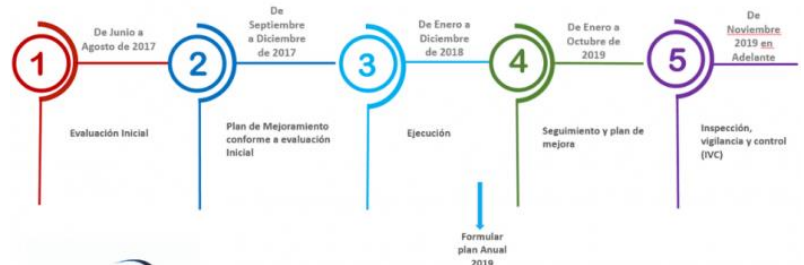 1
De Junio a
Agosto de 2017
Evaluación Inicial
2
De
Septiembre
a Diciembre
de 2017
Plan de Mejoramiento
conforme a evaluación
Inicial
3
De Enero a
Diciembre
de 2018
Ejecución
Formular
plan Anual
2019
4
De Enero a
Octubre de
2019
Seguimiento y plan de
mejora
5
De
Noviembre
2019 en
Adelante
Inspección,
vigilancia y control
(IVC)